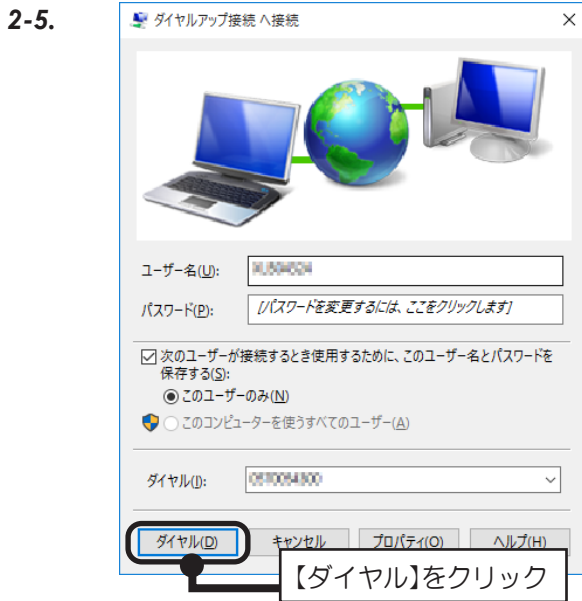 2-5.
ダイヤルアップ接続 へ接続
ユーザー名(U):
パスワード(P):
[パスワードを変更するには、ここをクリックします]
次のユーザーが接続するとき使用するために、このユーザー名とパスワードを
保存する(S):
このユーザーのみ(N)
このコンピューターを使うすべてのユーザー(A)
ダイヤル(I):
ダイヤル(D) キャンセル プロパティ(O) ヘルプ(H)
【ダイヤル】をクリック